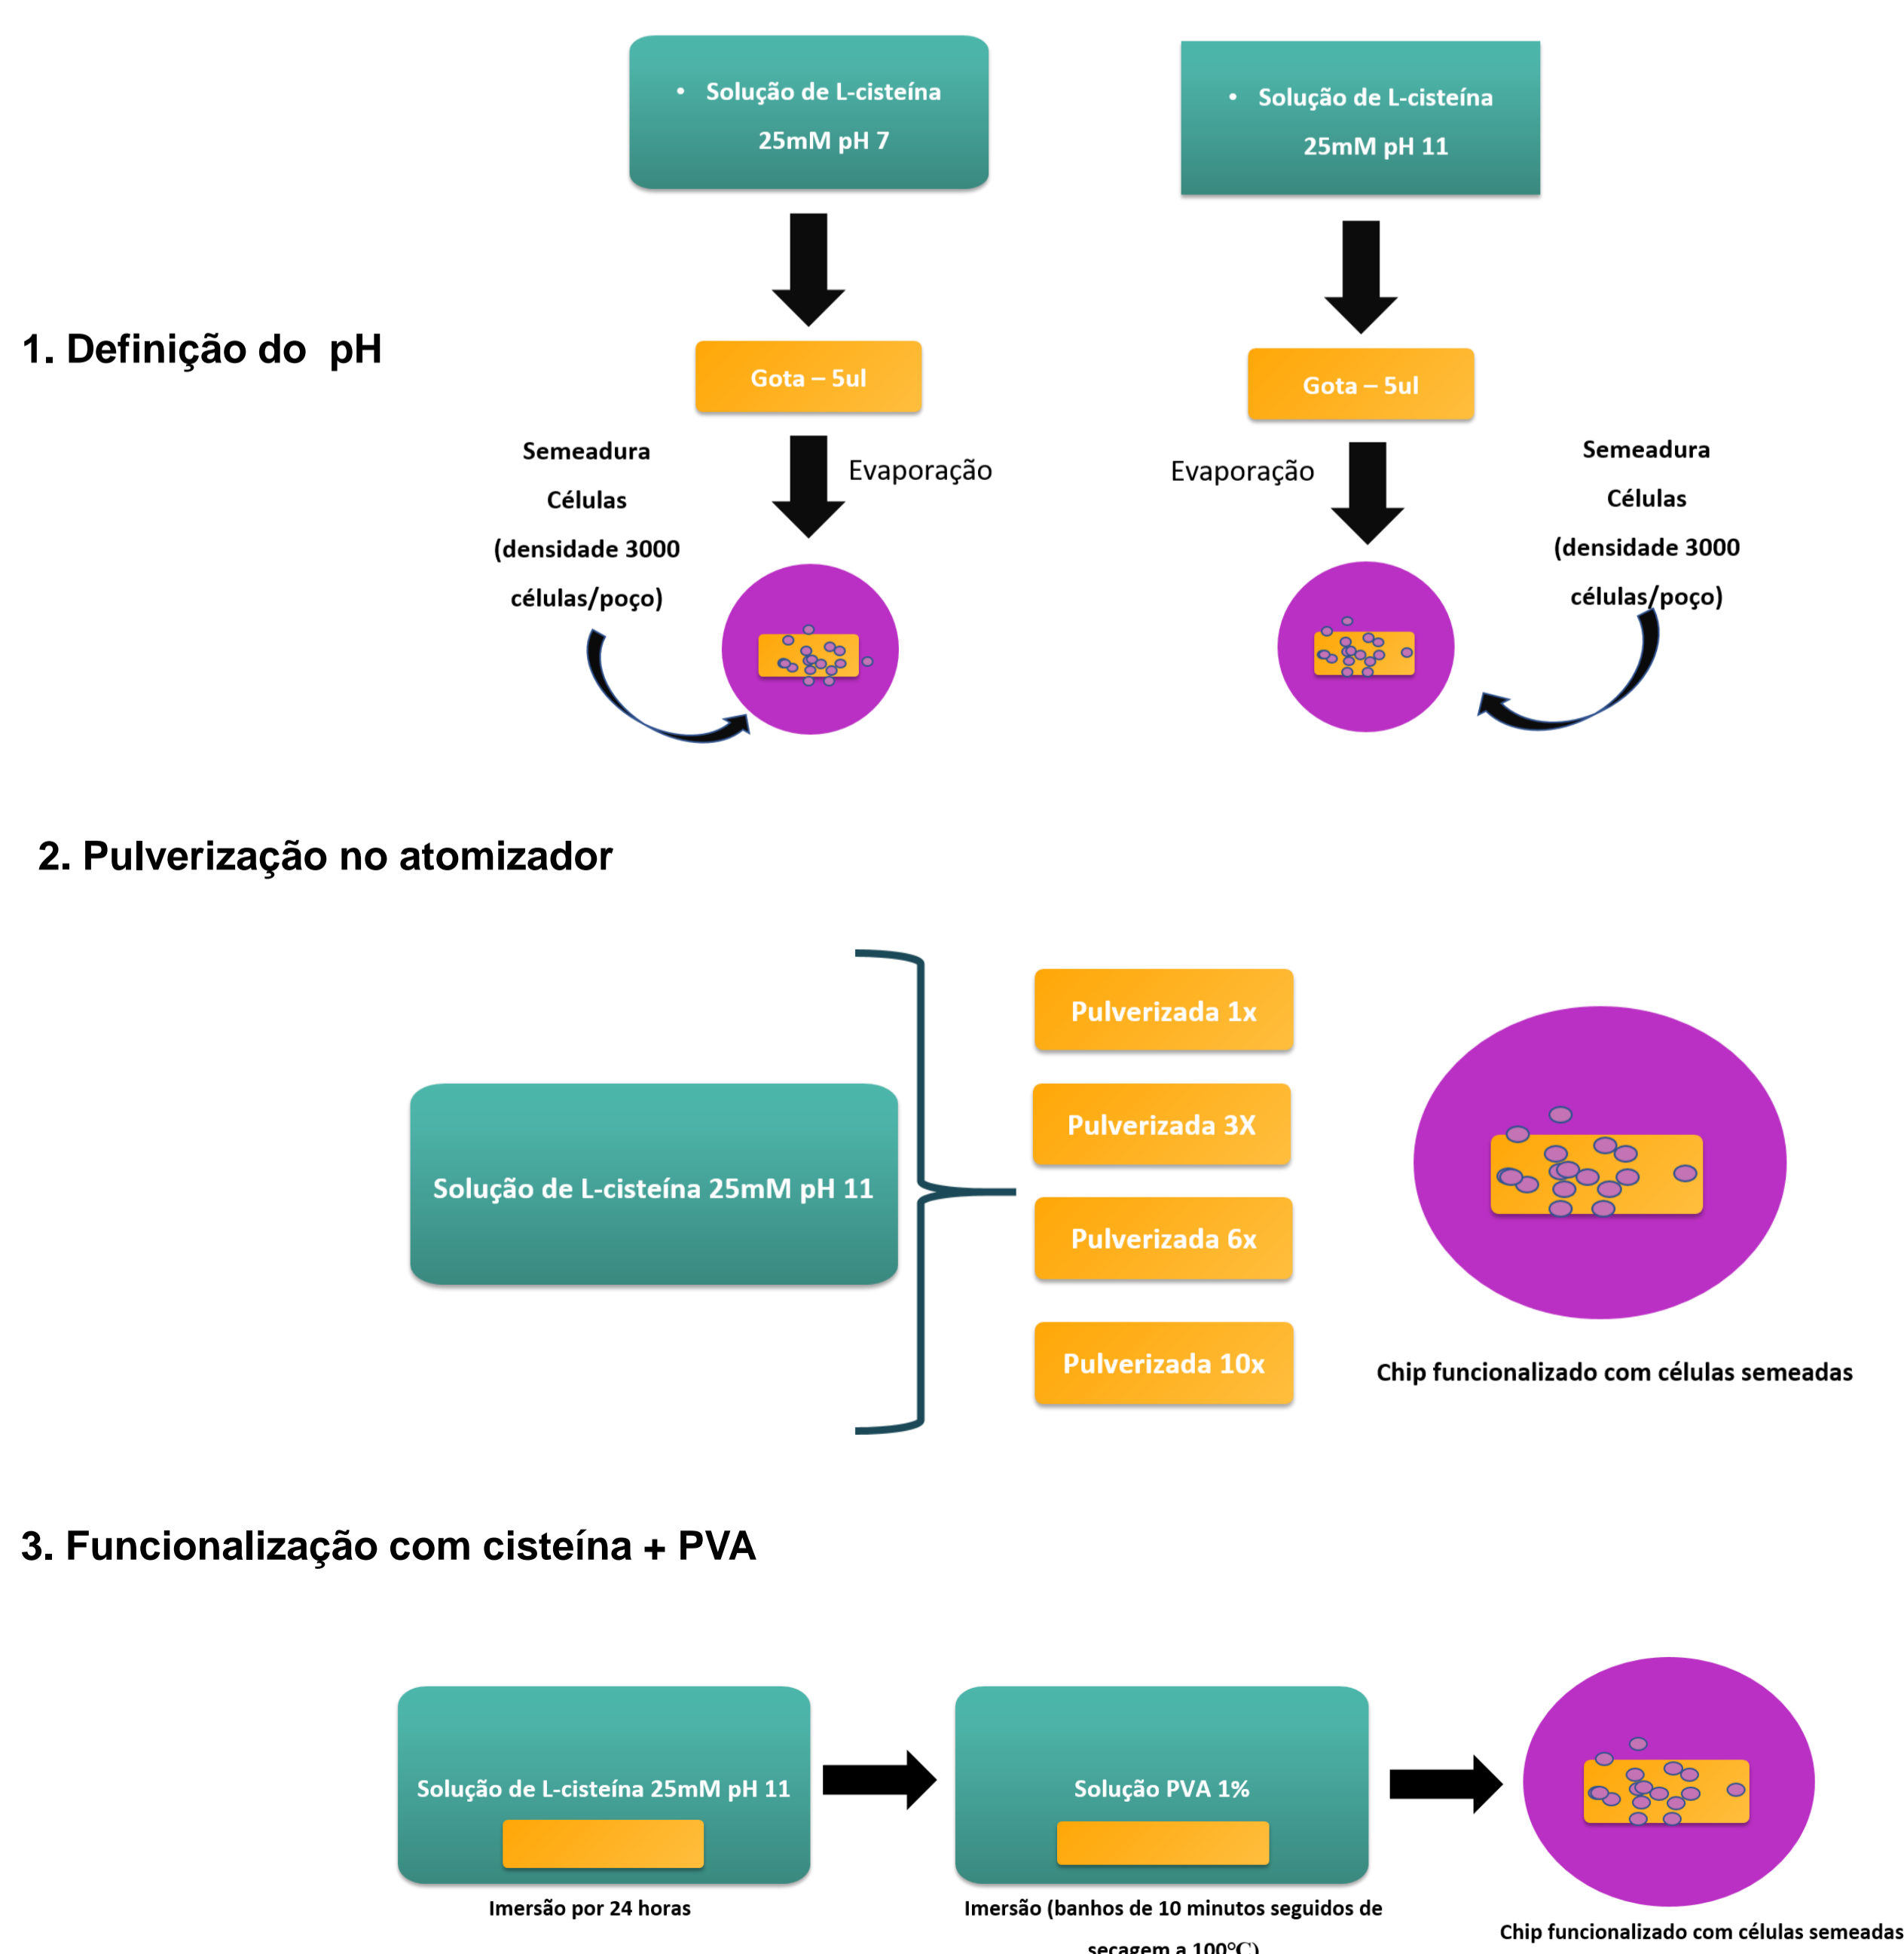 • Solução de L-cisteína
25mM pH 7
• Solução de L-cisteína
25mM pH 11
1. Definição do  pH
Gota – 5ul
Gota – 5ul
Semeadura
Células
(densidade 3000
células/poço)
Evaporação
Evaporação
Semeadura
Células
(densidade 3000
células/poço)
2. Pulverização no atomizador
Solução de L-cisteína 25mM pH 11
Pulverizada 1x
Pulverizada 3X
Pulverizada 6x
Pulverizada 10x
Chip funcionalizado com células semeadas
3. Funcionalização com cisteína + PVA
Solução de L-cisteína 25mM pH 11
Imersão por 24 horas
Solução PVA 1%
Imersão (banhos de 10 minutos seguidos de
secagem a 100°C)
Chip funcionalizado com células semeadas